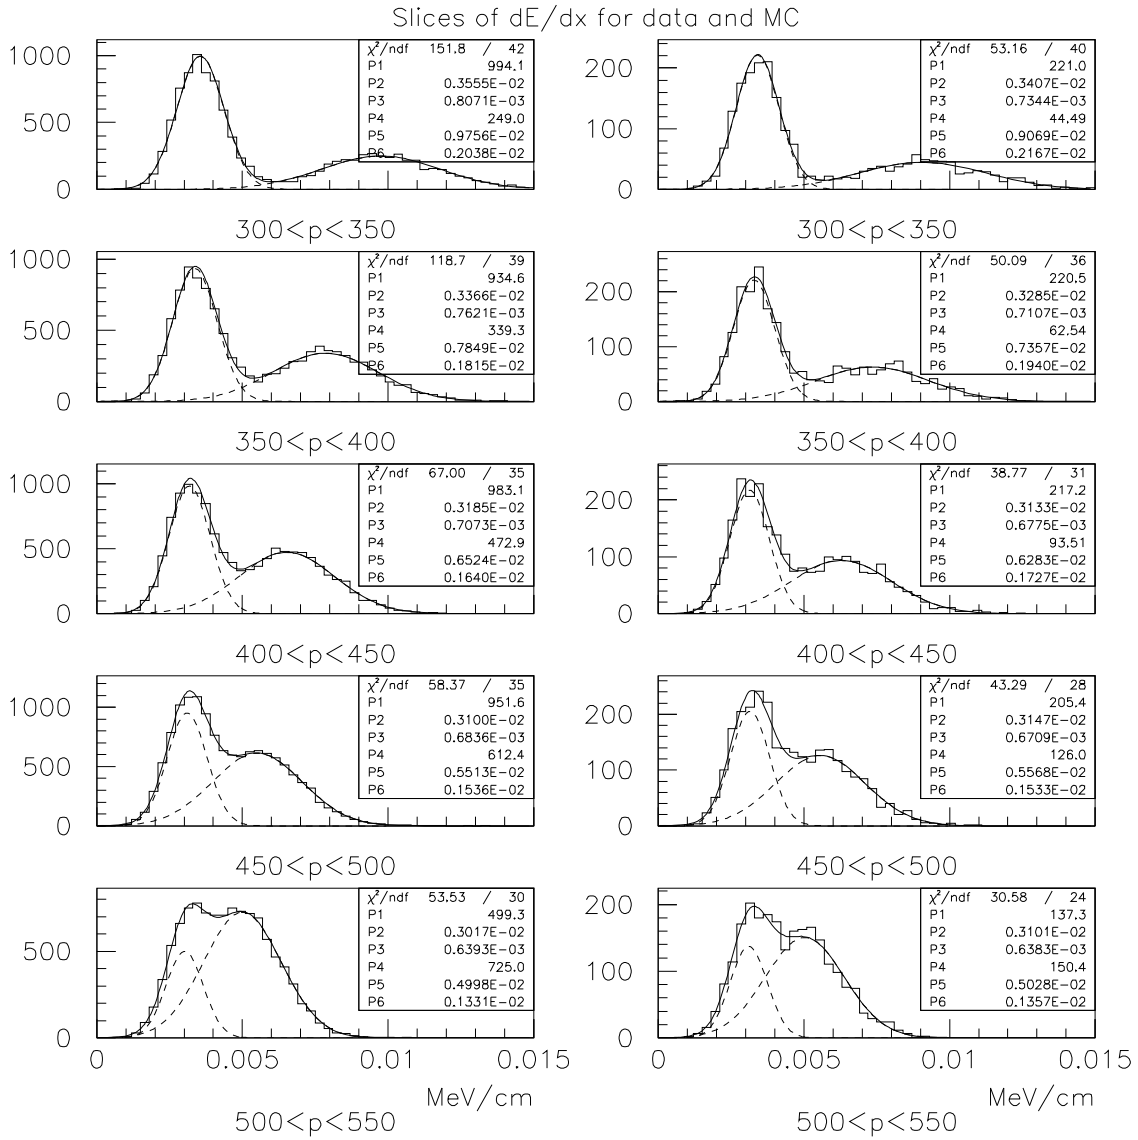 Slices of dE/dx for data and MC
1000
500
0
χ²/ndf 151.8 / 42
P1 994.1
P2 0.3555E-02
P3 0.8071E-03
P4 249.0
P5 0.9756E-02
P6 0.2038E-02
300<p<350
200
100
0
χ²/ndf 53.16 / 40
P1 221.0
P2 0.3407E-02
P3 0.7344E-03
P4 44.49
P5 0.9069E-02
P6 0.2167E-02
300<p<350
1000
500
0
χ²/ndf 118.7 / 39
P1 934.6
P2 0.3366E-02
P3 0.7621E-03
P4 339.3
P5 0.7849E-02
P6 0.1815E-02
350<p<400
200
100
0
χ²/ndf 50.09 / 36
P1 220.5
P2 0.3285E-02
P3 0.7107E-03
P4 62.54
P5 0.7357E-02
P6 0.1940E-02
350<p<400
1000
500
0
χ²/ndf 67.00 / 35
P1 983.1
P2 0.3185E-02
P3 0.7073E-03
P4 472.9
P5 0.6524E-02
P6 0.1640E-02
400<p<450
200
100
0
χ²/ndf 38.77 / 31
P1 217.2
P2 0.3133E-02
P3 0.6775E-03
P4 93.51
P5 0.6283E-02
P6 0.1727E-02
400<p<450
1000
500
0
χ²/ndf 58.37 / 35
P1 951.6
P2 0.3100E-02
P3 0.6836E-03
P4 612.4
P5 0.5513E-02
P6 0.1536E-02
450<p<500
200
100
0
χ²/ndf 43.29 / 28
P1 205.4
P2 0.3147E-02
P3 0.6709E-03
P4 126.0
P5 0.5568E-02
P6 0.1533E-02
450<p<500
500
0
χ²/ndf 53.53 / 30
P1 499.3
P2 0.3017E-02
P3 0.6393E-03
P4 725.0
P5 0.4998E-02
P6 0.1331E-02
0 0.005 0.01 0.015
MeV/cm
500<p<550
200
100
0
χ²/ndf 30.58 / 24
P1 137.3
P2 0.3101E-02
P3 0.6383E-03
P4 150.4
P5 0.5028E-02
P6 0.1357E-02
0 0.005 0.01 0.015
MeV/cm
500<p<550